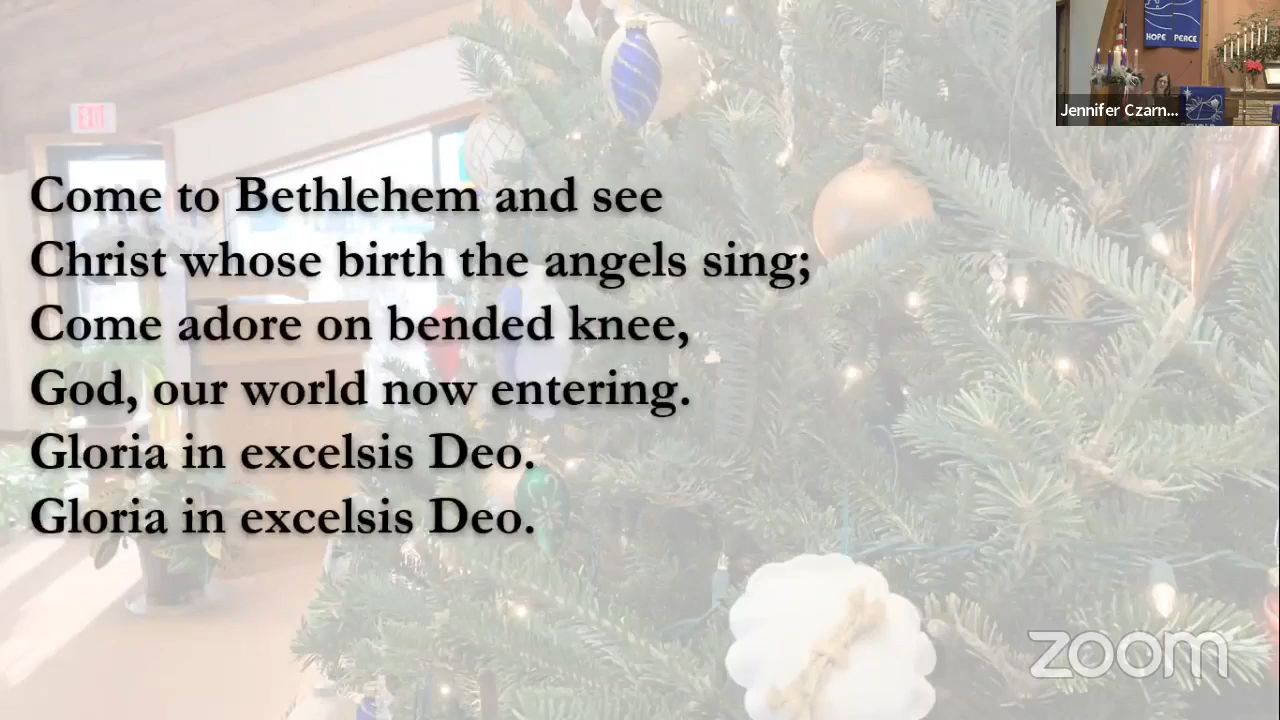 HOPE PEACE
Jennifer Czarn...
Come to Bethlehem and see
Christ whose birth the angels sing;
Come adore on bended knee,
God, our world now entering.
Gloria in excelsis Deo.
Gloria in excelsis Deo.
zoom